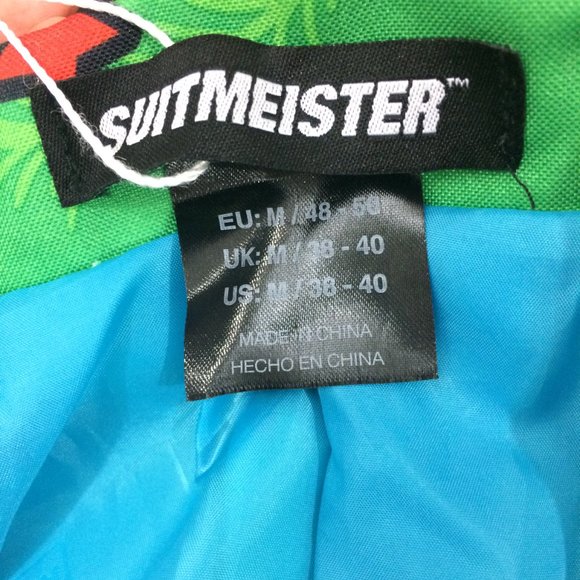 SUITMEISTER™
EU: M / 48 - 50
UK: M / 38 - 40
US: M / 38 - 40
MADE IN CHINA
HECHO EN CHINA